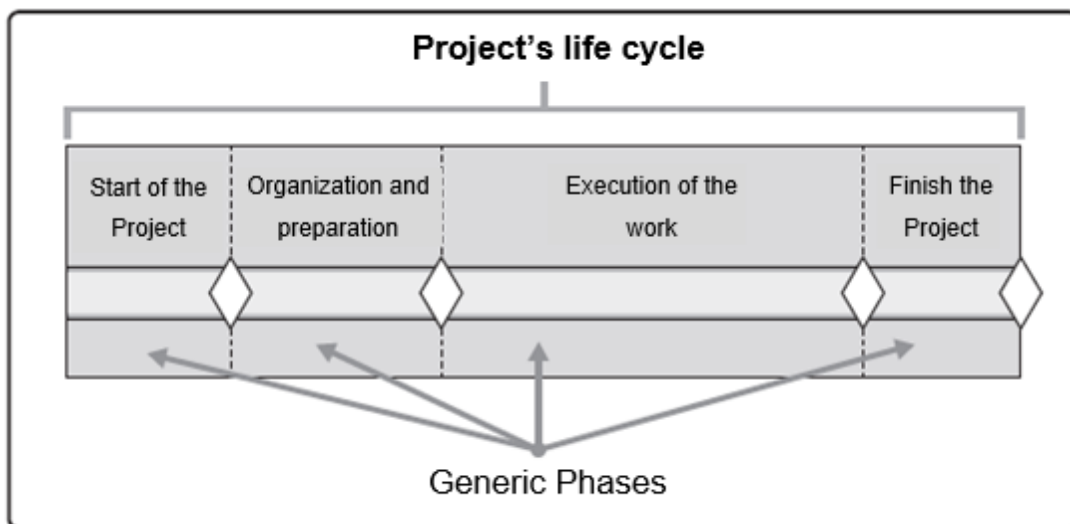 Project's life cycle
Start of the
Project
Organization and
preparation
Execution of the
work
Finish the
Project
Generic Phases